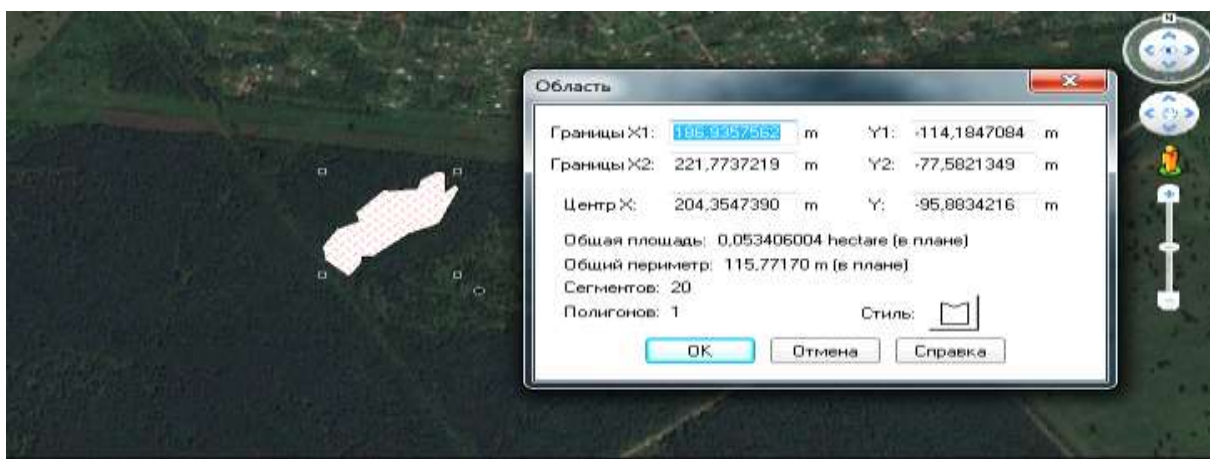 N
Область
Границы X1: 186,9357562 m Y1: -114,1847084 m
Границы X2: 221,7737219 m Y2: -77,5821349 m
Центр X: 204,3547390 m Y: -95,8834216 m
Общая площадь: 0,053406004 hectare (в плане)
Общий периметр: 115,77170 m (в плане)
Сегментов: 20
Полигонов: 1 Стиль:
OK Отмена Справка